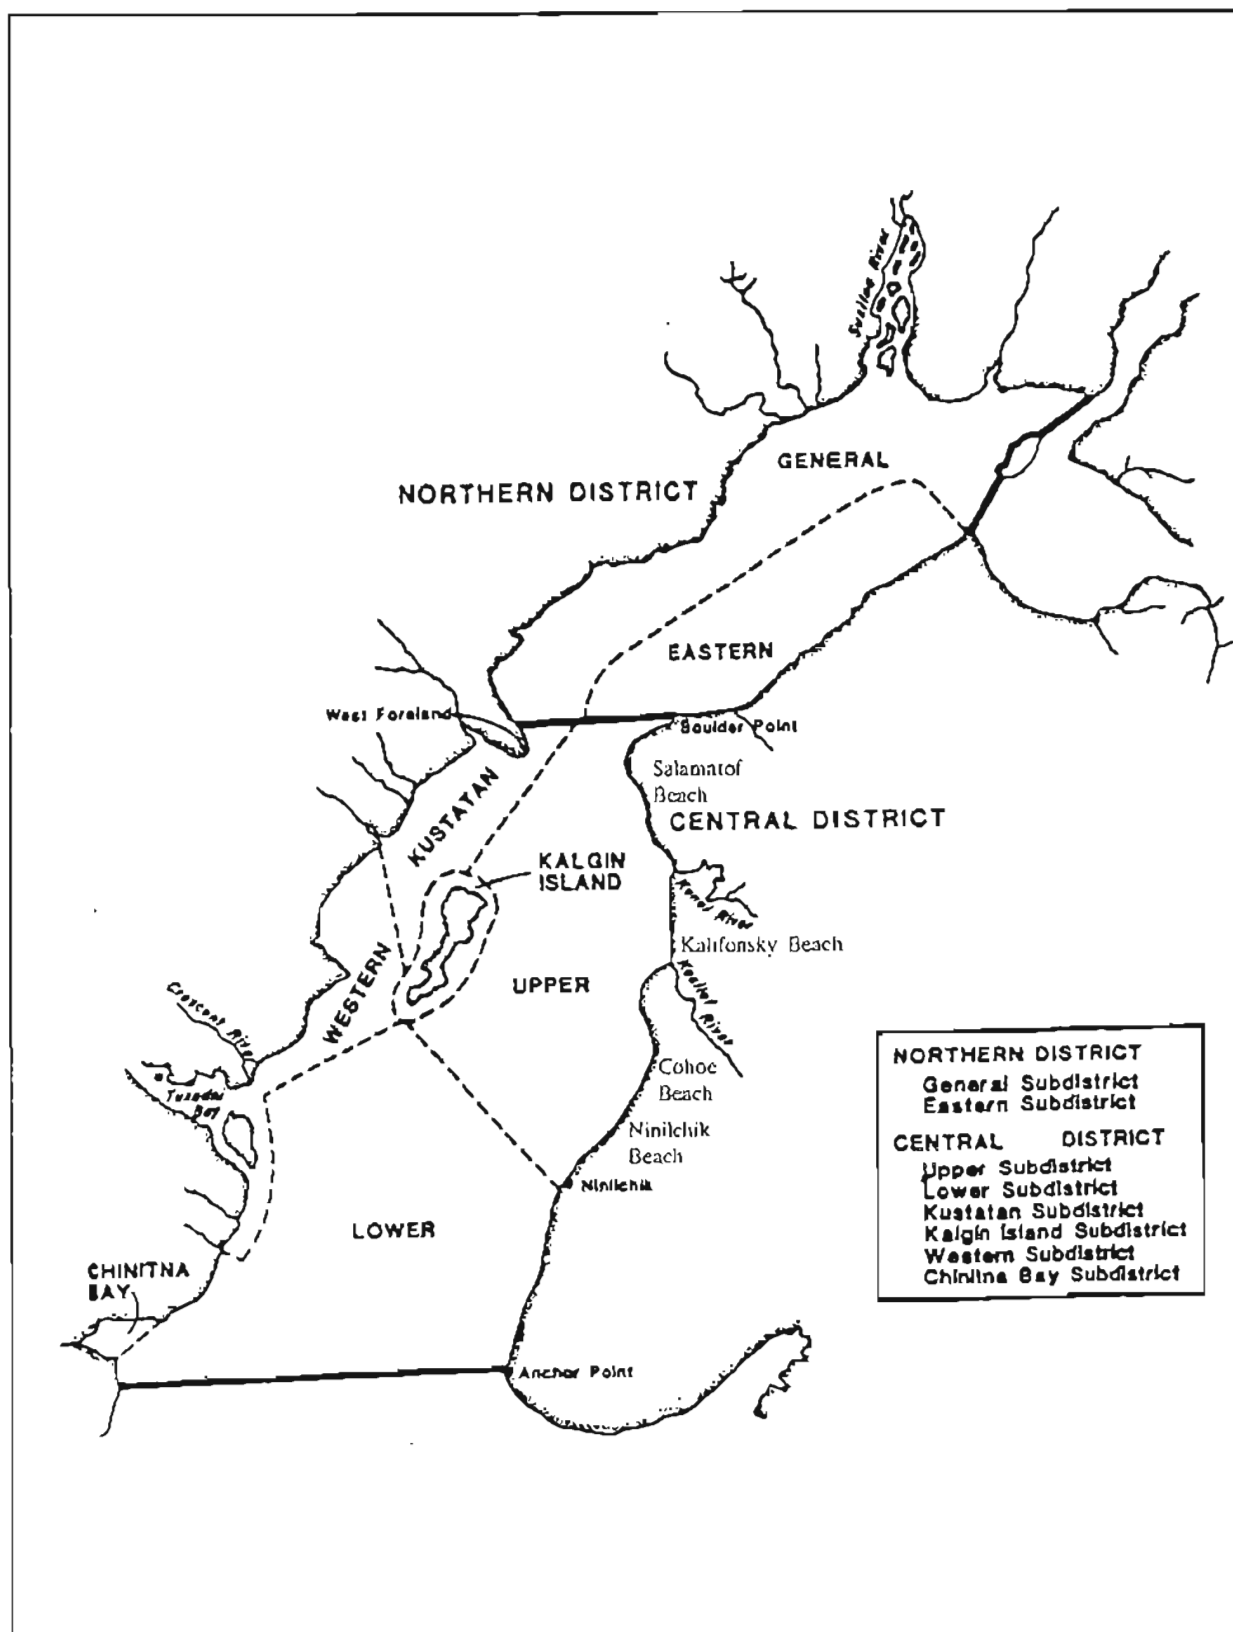 Susitna River
GENERAL
NORTHERN DISTRICT
EASTERN
West Foreland
Boulder Point
Salamatof
Beach
KUSTATAN
CENTRAL DISTRICT
KALGIN
ISLAND
Kenai River
Kalifonsky Beach
WESTERN
UPPER
Kasilof River
Crescent River
Tuxedni
Bay
Cohoe
Beach
Ninilchik
Beach
Ninilchik
LOWER
CHINITNA
BAY
Anchor Point
NORTHERN DISTRICT
General Subdistrict
Eastern Subdistrict
CENTRAL DISTRICT
Upper Subdistrict
Lower Subdistrict
Kustatan Subdistrict
Kalgin Island Subdistrict
Western Subdistrict
Chinitna Bay Subdistrict